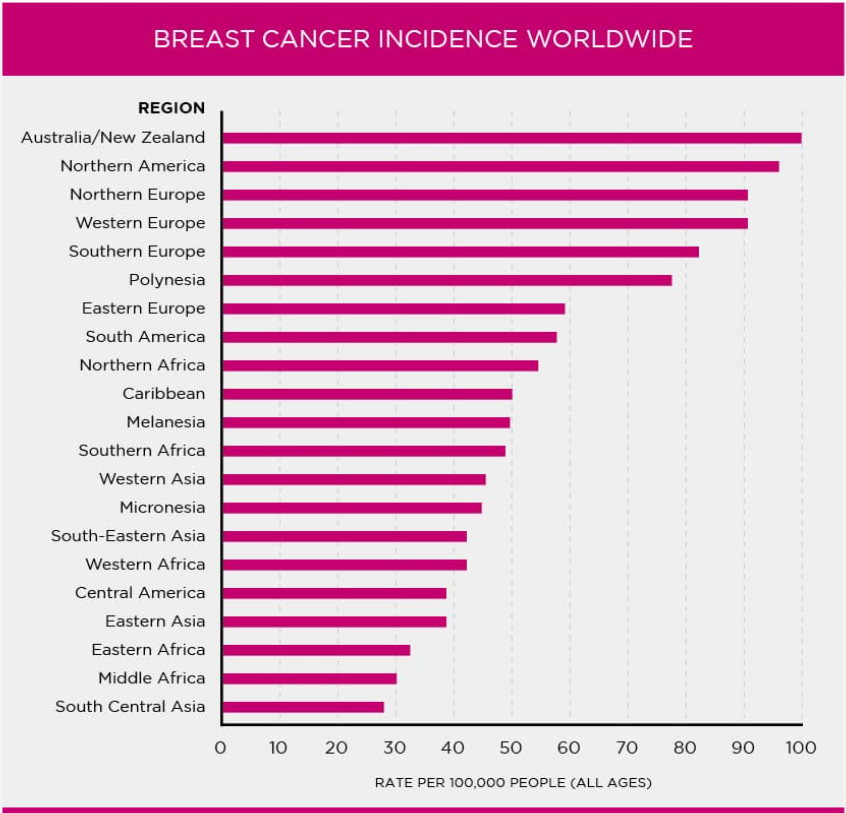 BREAST CANCER INCIDENCE WORLDWIDE
REGION
Australia/New Zealand
Northern America
Northern Europe
Western Europe
Southern Europe
Polynesia
Eastern Europe
South America
Northern Africa
Caribbean
Melanesia
Southern Africa
Western Asia
Micronesia
South-Eastern Asia
Western Africa
Central America
Eastern Asia
Eastern Africa
Middle Africa
South Central Asia
0 10 20 30 40 50 60 70 80 90 100
RATE PER 100,000 PEOPLE (ALL AGES)